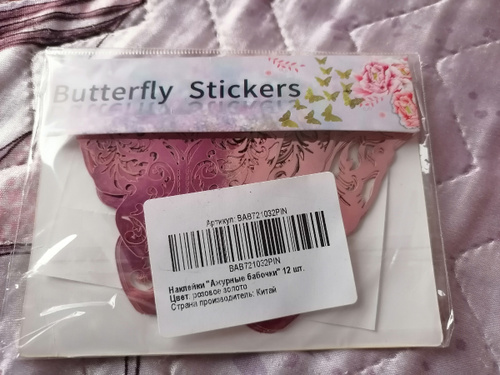 Butterfly Stickers
Артикул: BAB721032PIN
BAB721032PIN
Наклейки "Ажурные бабочки" 12 шт.
Цвет: розовое золото
Страна производитель: Китай